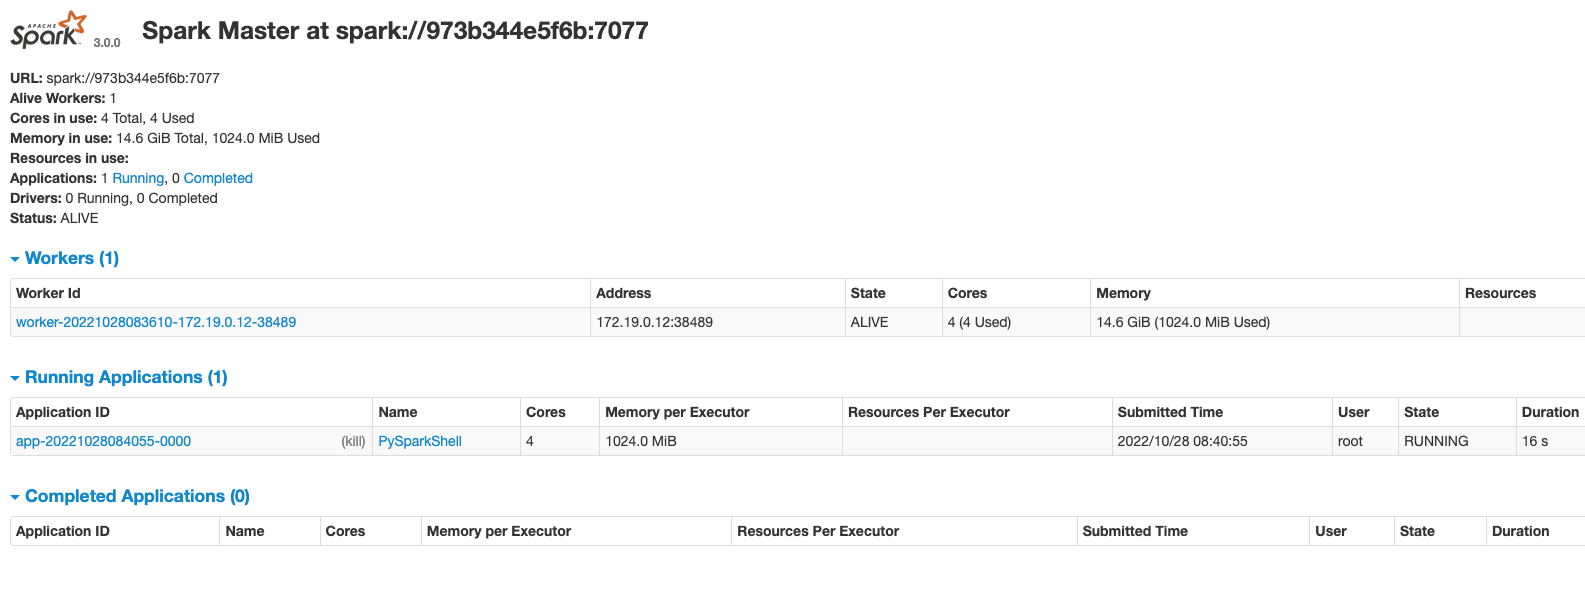 APACHE
Spark 3.0.0 Spark Master at spark://973b344e5f6b:7077
URL: spark://973b344e5f6b:7077
Alive Workers: 1
Cores in use: 4 Total, 4 Used
Memory in use: 14.6 GiB Total, 1024.0 MiB Used
Resources in use:
Applications: 1 Running, 0 Completed
Drivers: 0 Running, 0 Completed
Status: ALIVE
Workers (1)
Worker Id Address State Cores Memory Resources
worker-20221028083610-172.19.0.12-38489 172.19.0.12:38489 ALIVE 4 (4 Used) 14.6 GiB (1024.0 MiB Used)
Running Applications (1)
Application ID Name Cores Memory per Executor Resources Per Executor Submitted Time User State Duration
app-20221028084055-0000 (kill) PySparkShell 4 1024.0 MiB 2022/10/28 08:40:55 root RUNNING 16 s
Completed Applications (0)
Application ID Name Cores Memory per Executor Resources Per Executor Submitted Time User State Duration